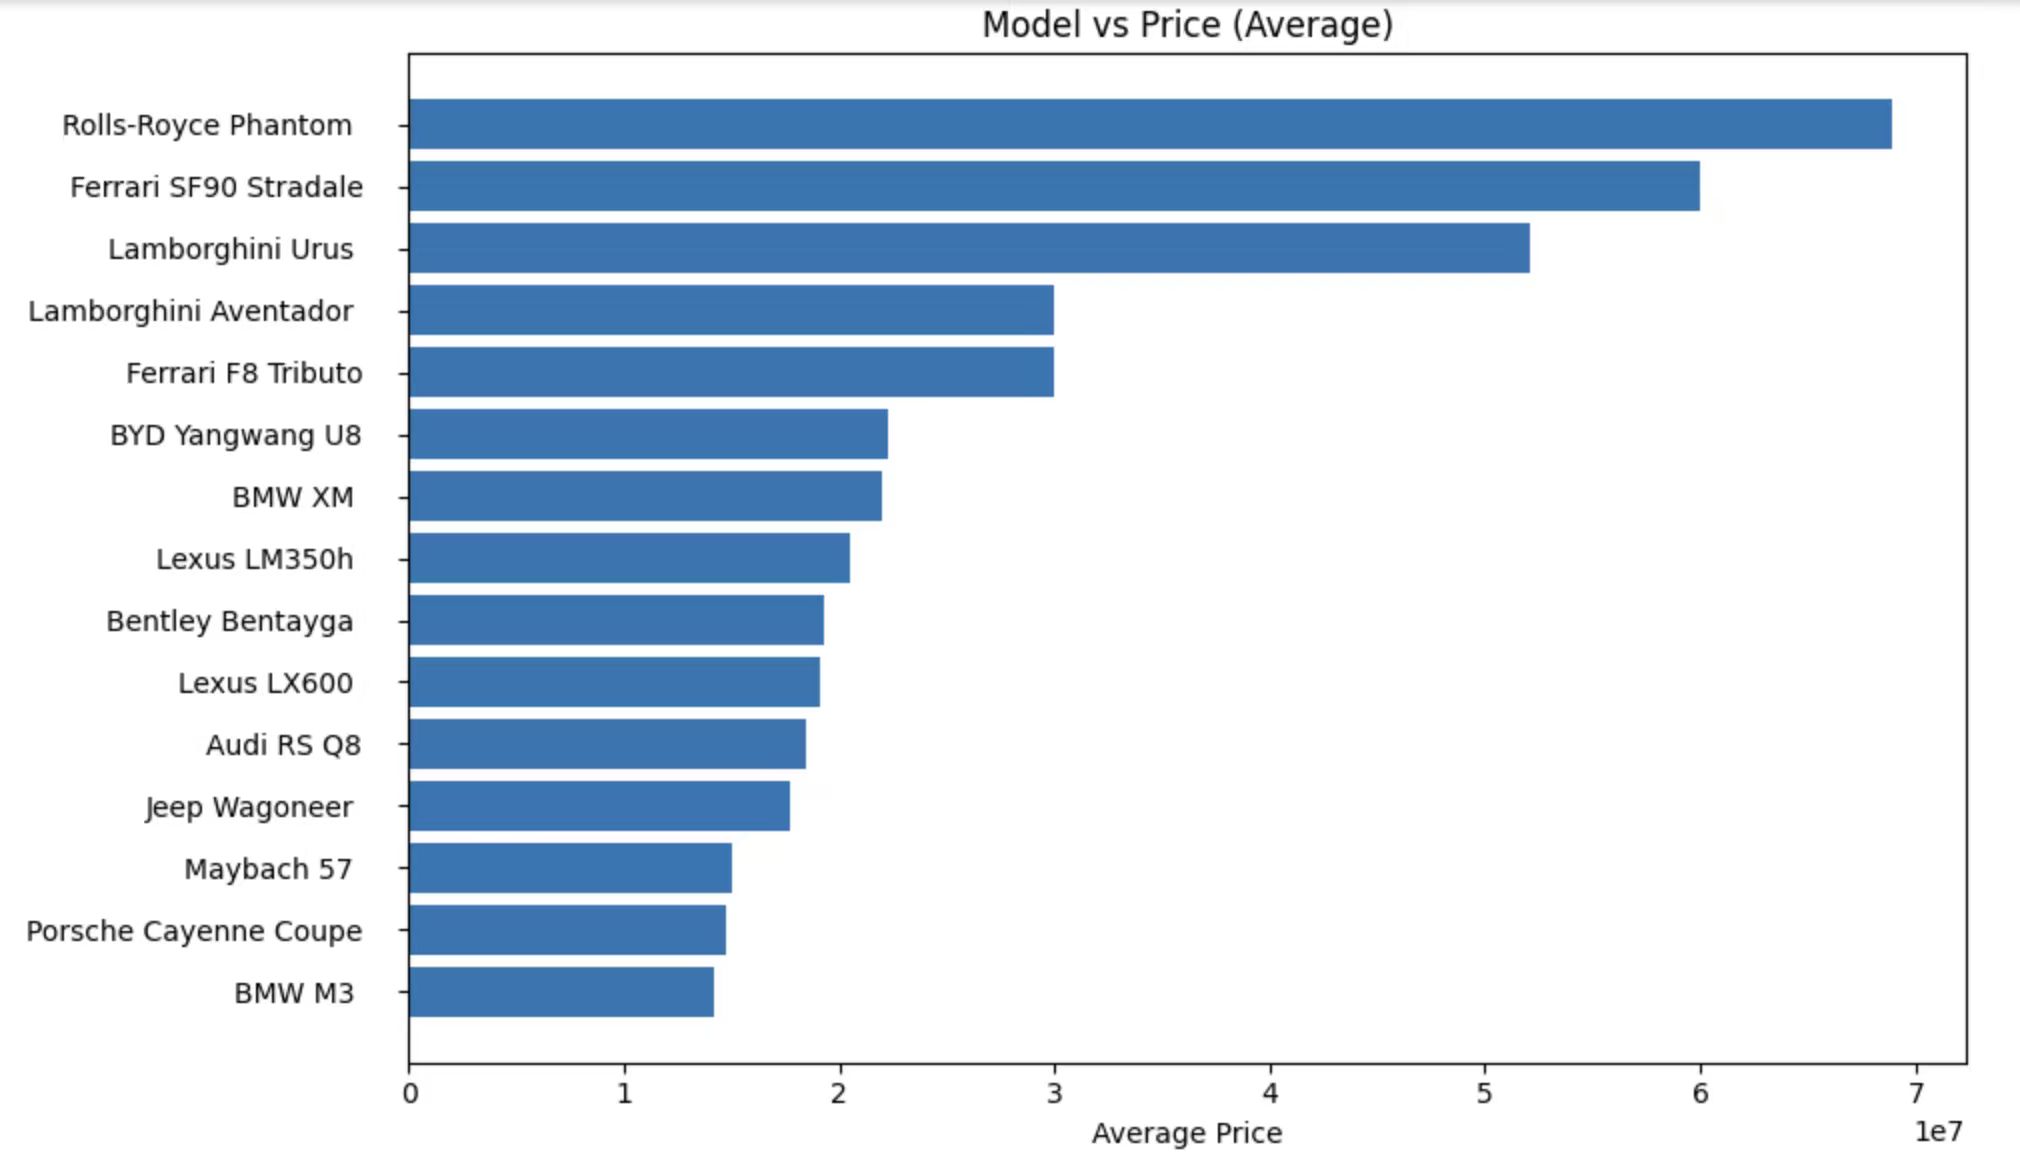 Model vs Price (Average)
Rolls-Royce Phantom
Ferrari SF90 Stradale
Lamborghini Urus
Lamborghini Aventador
Ferrari F8 Tributo
BYD Yangwang U8
BMW XM
Lexus LM350h
Bentley Bentayga
Lexus LX600
Audi RS Q8
Jeep Wagoneer
Maybach 57
Porsche Cayenne Coupe
BMW M3
0 1 2 3 4 5 6 7
Average Price
1e7